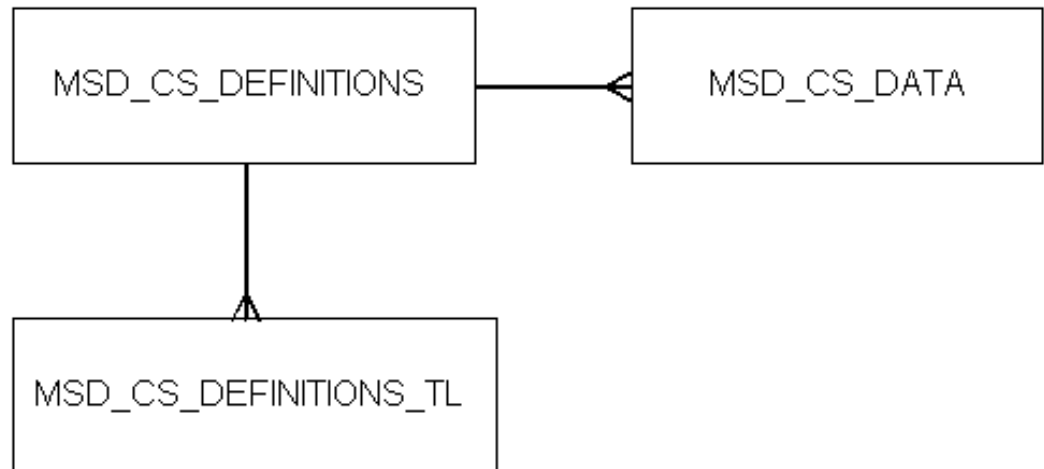 MSD_CS_DEFINITIONS
MSD_CS_DATA
MSD_CS_DEFINITIONS_TL